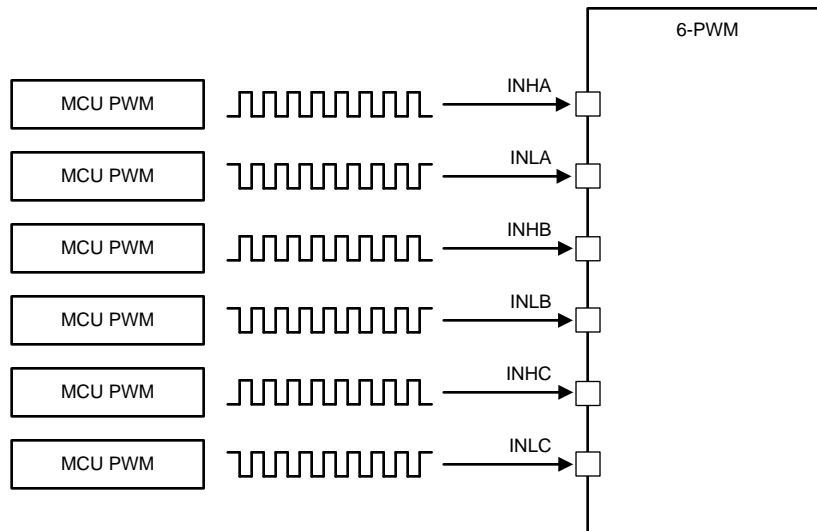 6-PWM
MCU PWM
INHA
MCU PWM
INLA
MCU PWM
INHB
MCU PWM
INLB
MCU PWM
INHC
MCU PWM
INLC